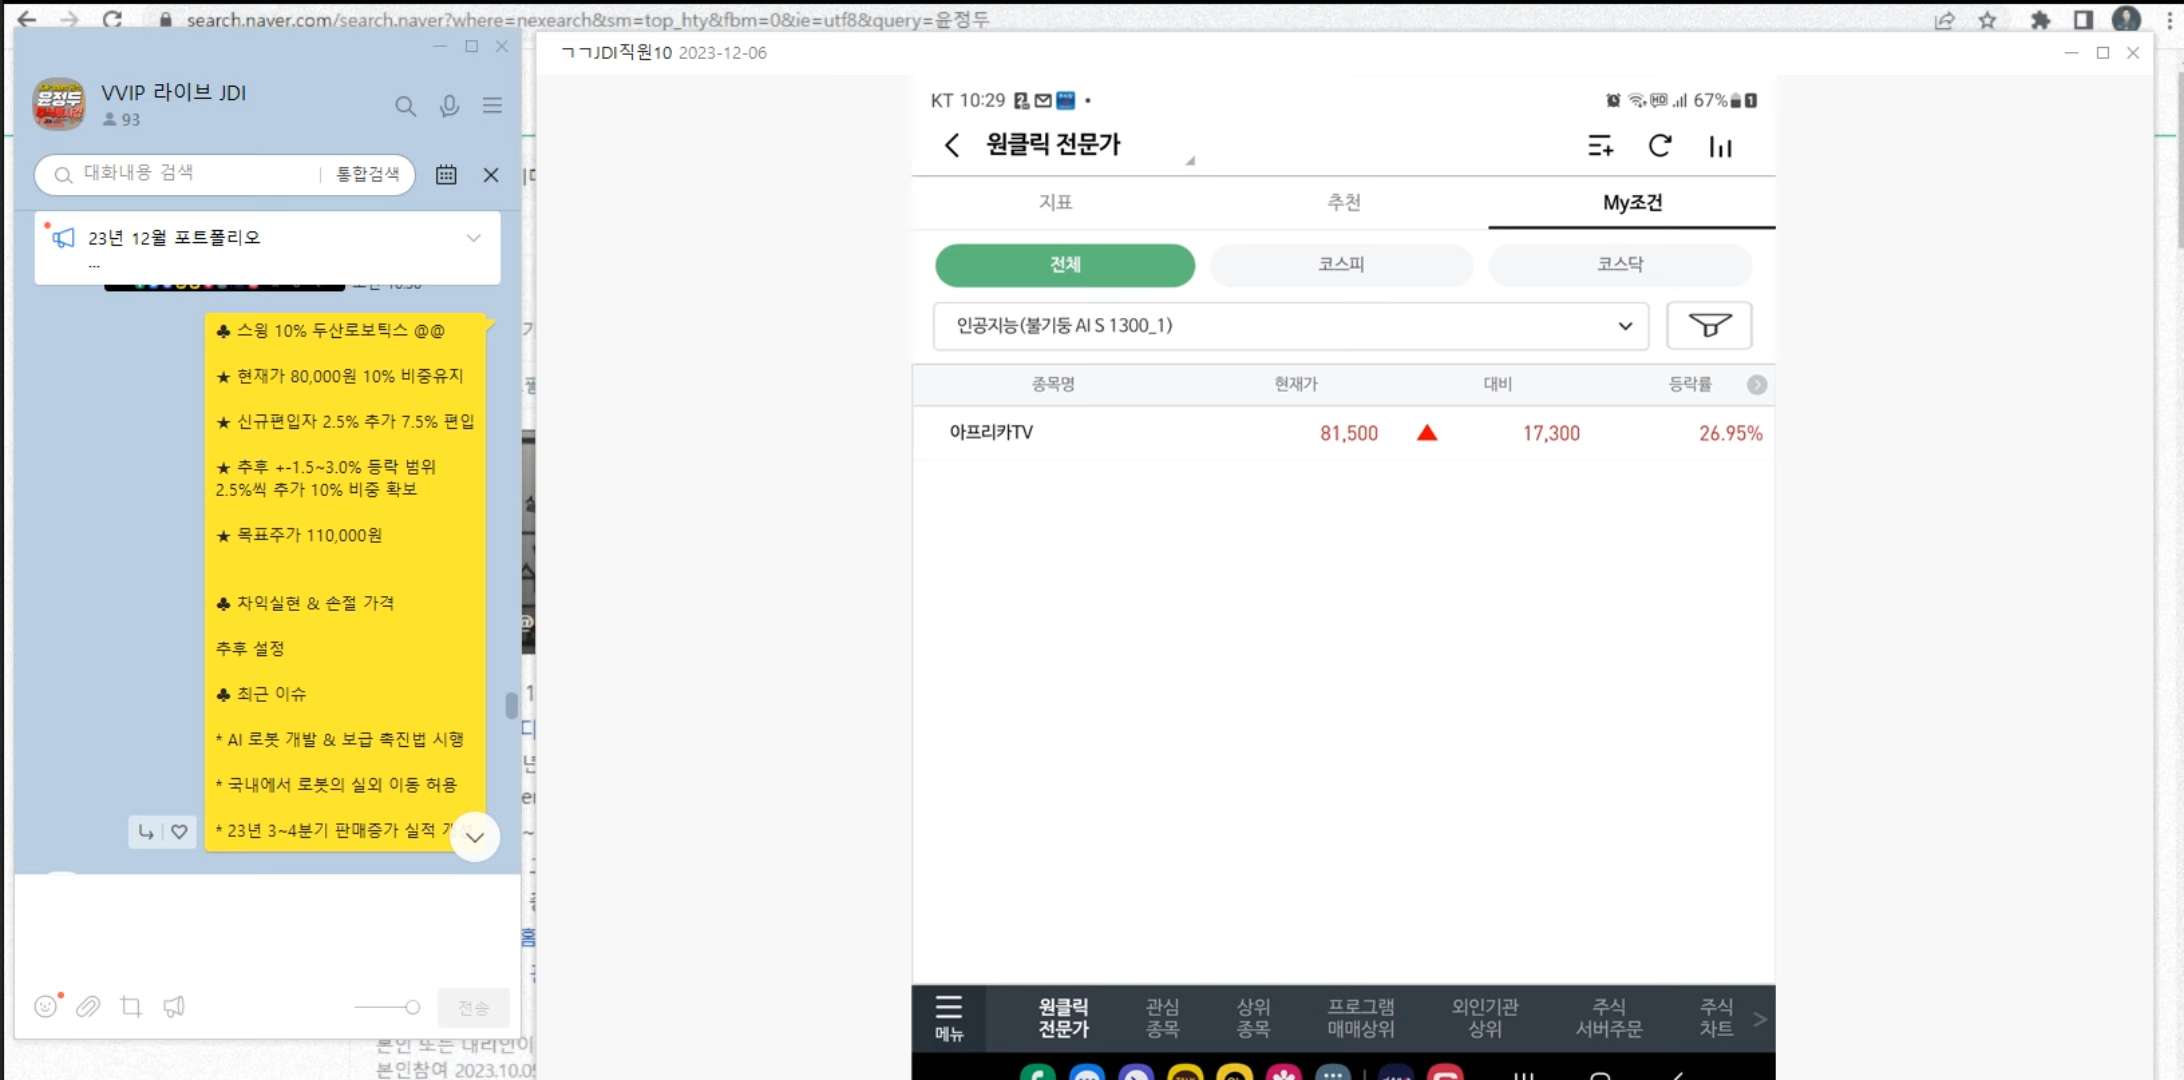 search.naver.com/search.naver?where=nexearch&sm=top_hty&fbm=0&ie=utf8&query=윤정두
VVIP 라이브 JDI
93
대화내용 검색
통합검색
23년 12월 포트폴리오
...
♣ 스윙 10% 두산로보틱스 @@
★ 현재가 80,000원 10% 비중유지
★ 신규편입자 2.5% 추가 7.5% 편입
★ 추후 +-1.5~3.0% 등락 범위
2.5%씩 추가 10% 비중 확보
★ 목표주가 110,000원
♣ 차익실현 & 손절 가격
추후 설정
♣ 최근 이슈
* AI 로봇 개발 & 보급 촉진법 시행
* 국내에서 로봇의 실외 이동 허용
* 23년 3~4분기 판매증가 실적
전송
본인 또는 대리인이
본인참여 2023.10.05
ㄱㄱJDI직원10 2023-12-06
KT 10:29
67%
원클릭 전문가
지표
추천
My조건
전체
코스피
코스닥
인공지능(불기둥 AI S 1300_1)
종목명 현재가 대비 등락률
아프리카TV 81,500 ▲ 17,300 26.95%
메뉴
원클릭 전문가
관심 종목
상위 종목
프로그램 매매상위
외인기관 상위
주식 서버주문
주식 차트